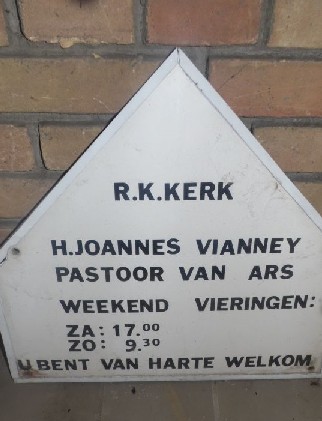 R.K.KERK
H.JOANNES VIANNEY
PASTOOR VAN ARS
WEEKEND VIERINGEN:
ZA: 17.00
ZO: 9.30
U BENT VAN HARTE WELKOM